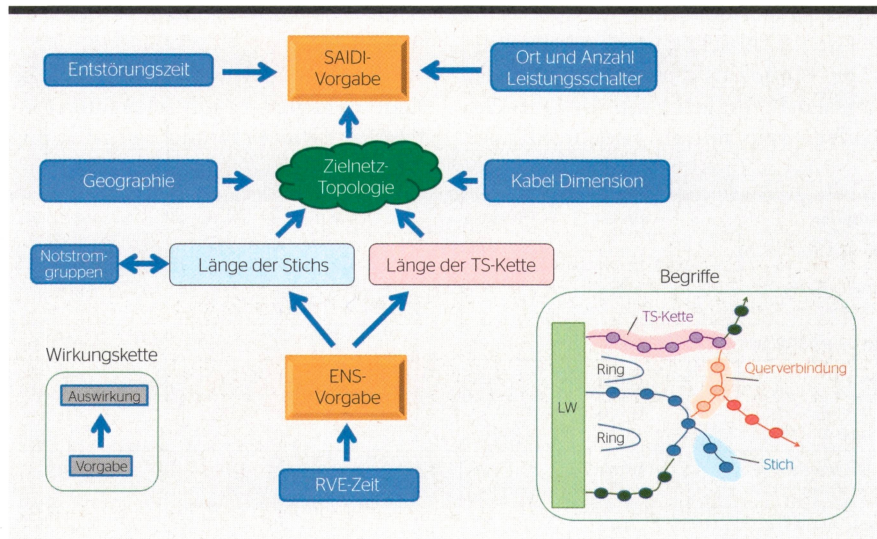 Entstörungszeit
SAIDI-
Vorgabe
Ort und Anzahl
Leistungsschalter
Geographie
Zielnetz-
Topologie
Kabel Dimension
Notstrom-
gruppen
Länge der Stichs
Länge der TS-Kette
Wirkungskette
Auswirkung
Vorgabe
ENS-
Vorgabe
RVE-Zeit
Begriffe
TS-Kette
Ring
Querverbindung
LW
Ring
Stich